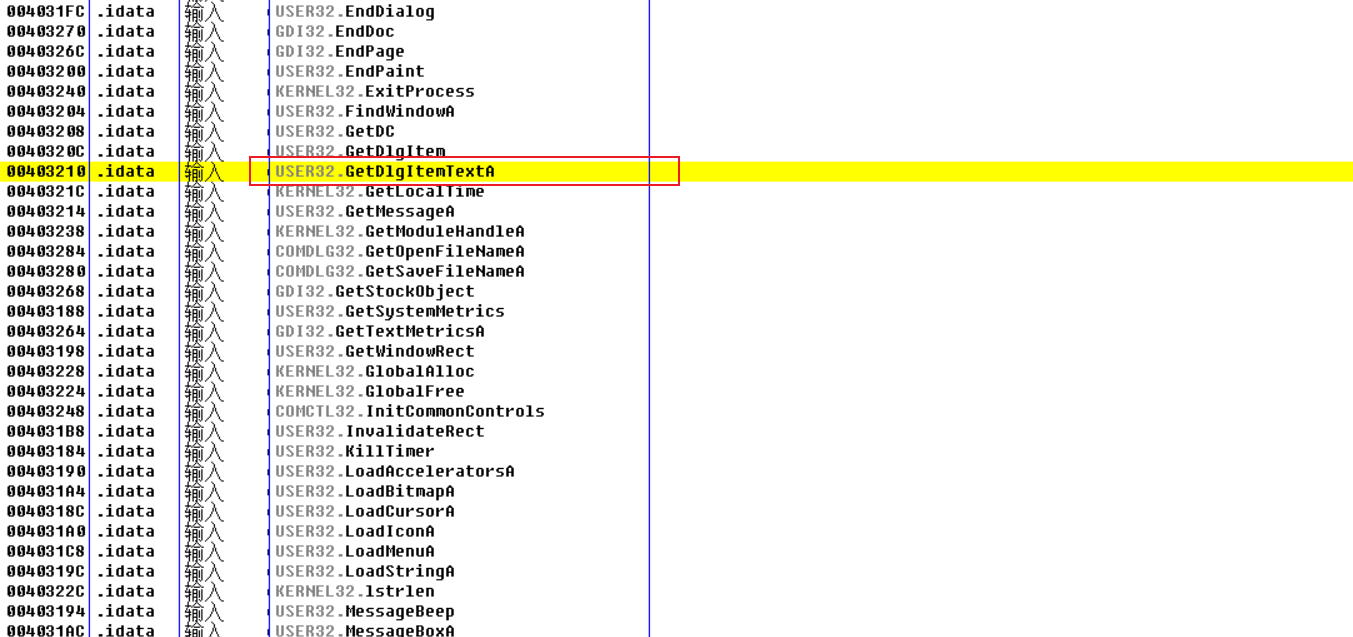 004031FC .idata 输入 USER32.EndDialog
00403270 .idata 输入 GDI32.EndDoc
0040326C .idata 输入 GDI32.EndPage
00403200 .idata 输入 USER32.EndPaint
00403240 .idata 输入 KERNEL32.ExitProcess
00403204 .idata 输入 USER32.FindWindowA
00403208 .idata 输入 USER32.GetDC
0040320C .idata 输入 USER32.GetDlgItem
00403210 .idata 输入 USER32.GetDlgItemTextA
0040321C .idata 输入 KERNEL32.GetLocalTime
00403214 .idata 输入 USER32.GetMessageA
00403238 .idata 输入 KERNEL32.GetModuleHandleA
00403284 .idata 输入 COMDLG32.GetOpenFileNameA
00403280 .idata 输入 COMDLG32.GetSaveFileNameA
00403268 .idata 输入 GDI32.GetStockObject
00403188 .idata 输入 USER32.GetSystemMetrics
00403264 .idata 输入 GDI32.GetTextMetricsA
00403198 .idata 输入 USER32.GetWindowRect
00403228 .idata 输入 KERNEL32.GlobalAlloc
00403224 .idata 输入 KERNEL32.GlobalFree
00403248 .idata 输入 COMCTL32.InitCommonControls
004031B8 .idata 输入 USER32.InvalidateRect
00403184 .idata 输入 USER32.KillTimer
00403190 .idata 输入 USER32.LoadAcceleratorsA
004031A4 .idata 输入 USER32.LoadBitmapA
0040318C .idata 输入 USER32.LoadCursorA
004031A0 .idata 输入 USER32.LoadIconA
004031C8 .idata 输入 USER32.LoadMenuA
0040319C .idata 输入 USER32.LoadStringA
0040322C .idata 输入 KERNEL32.lstrlen
00403194 .idata 输入 USER32.MessageBeep
004031AC .idata 输入 USER32.MessageBoxA